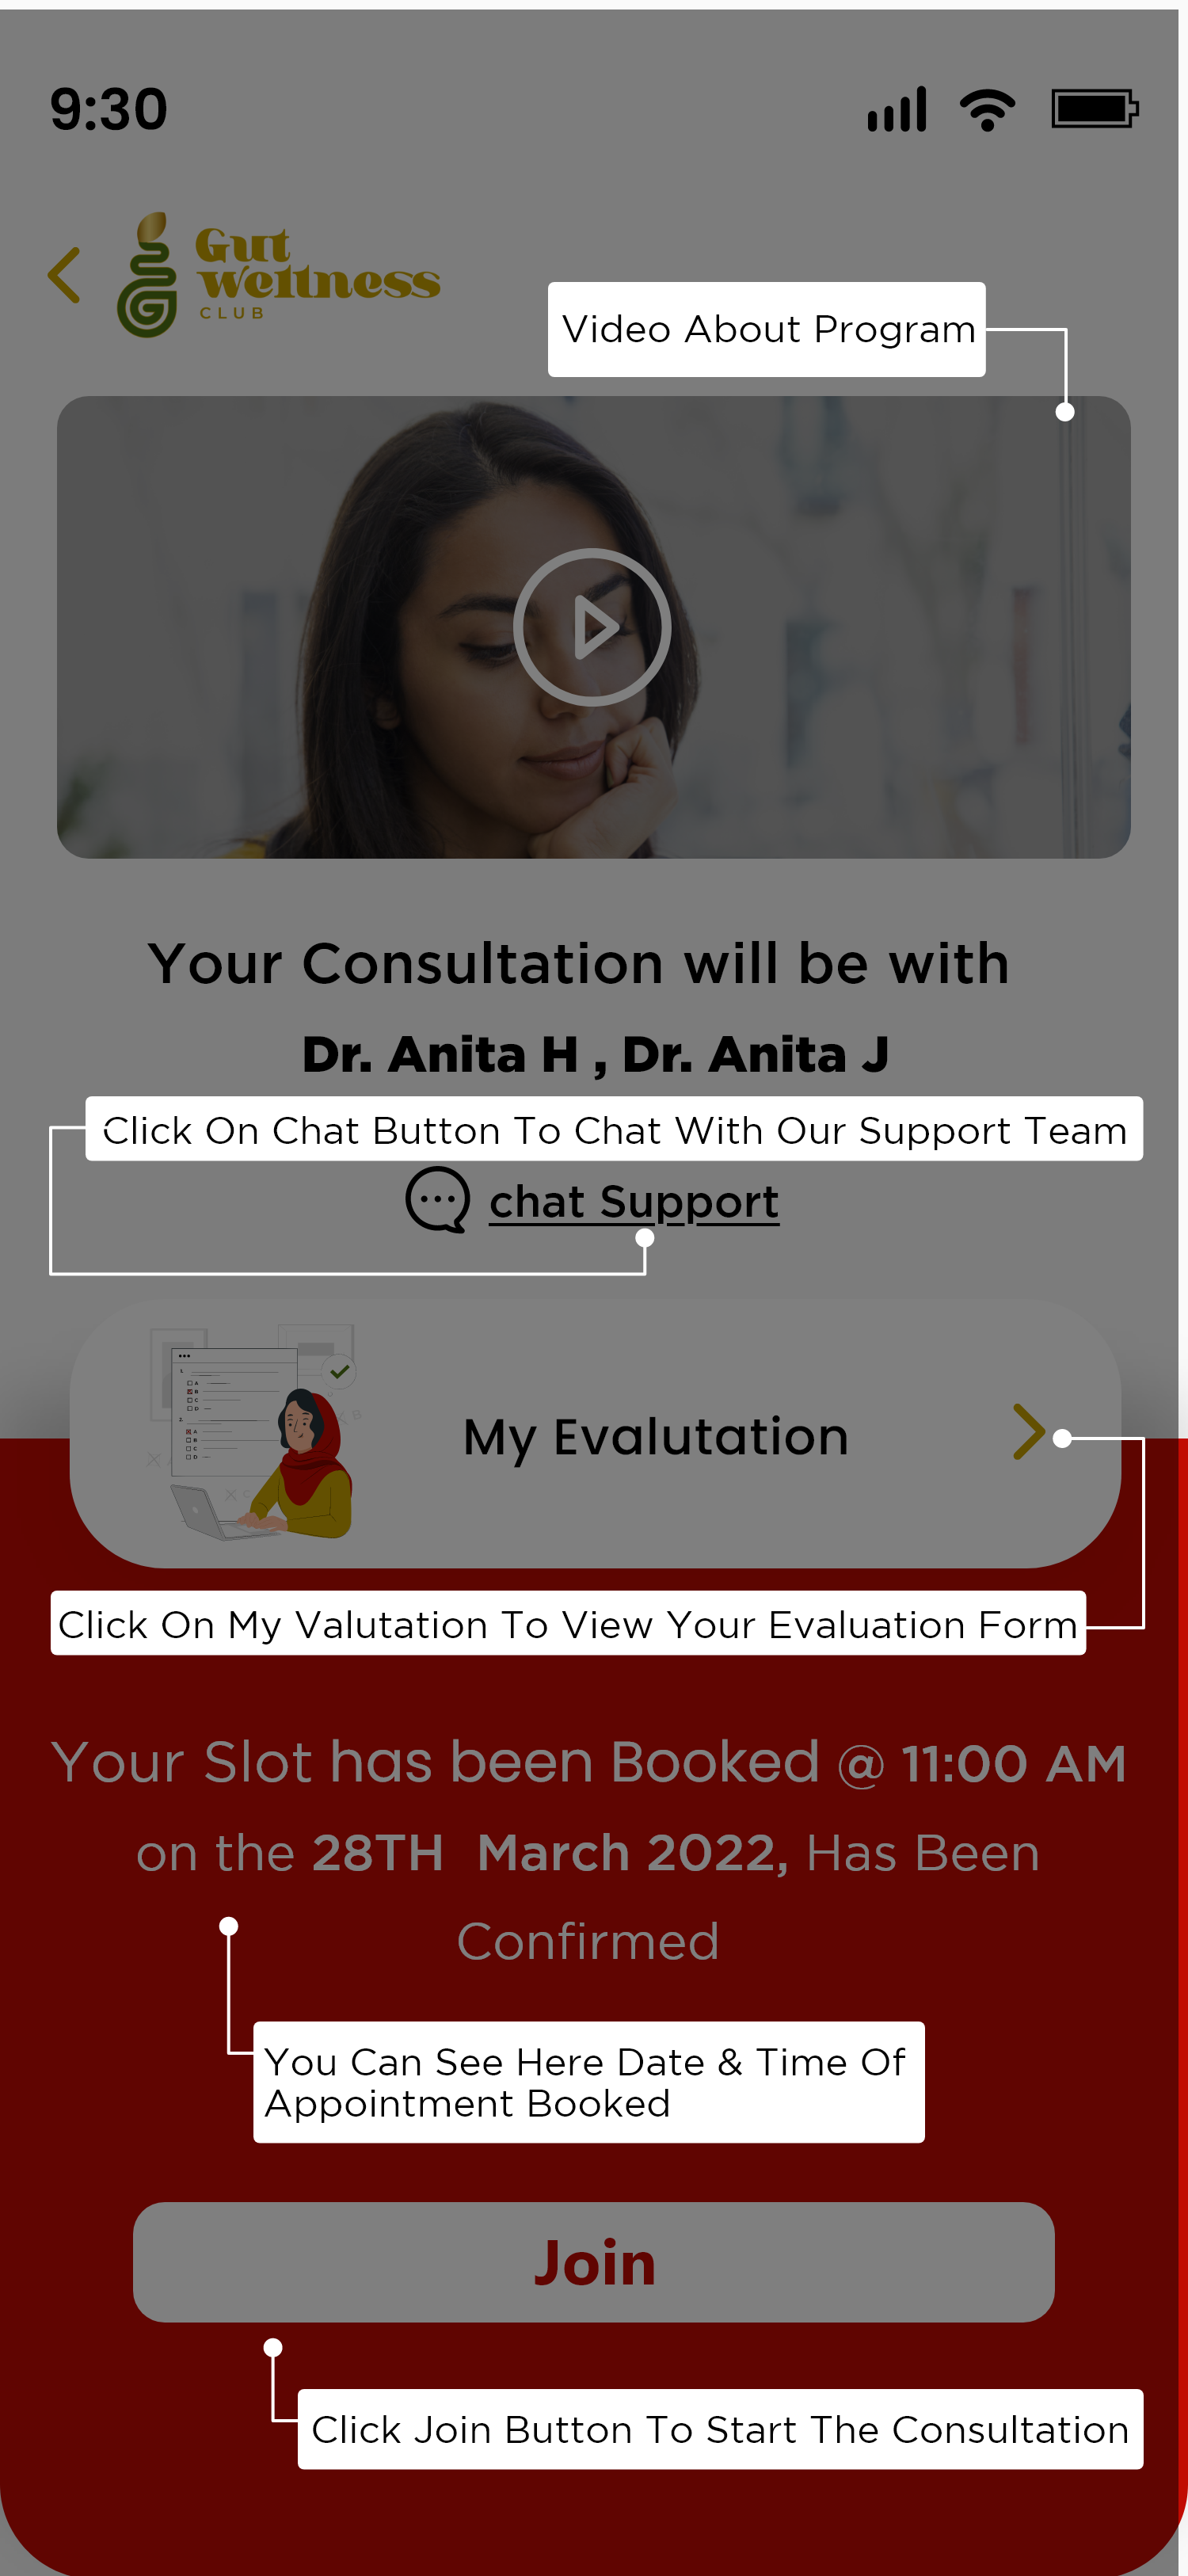 9:30
Gut
Wellness
CLUB
Video About Program
Your Consultation will be with
Dr. Anita H , Dr. Anita J
Click On Chat Button To Chat With Our Support Team
chat Support
My Evalutation
Click On My Valutation To View Your Evaluation Form
Your Slot has been Booked @ 11:00 AM
on the 28TH March 2022, Has Been
Confirmed
You Can See Here Date & Time Of
Appointment Booked
Join
Click Join Button To Start The Consultation